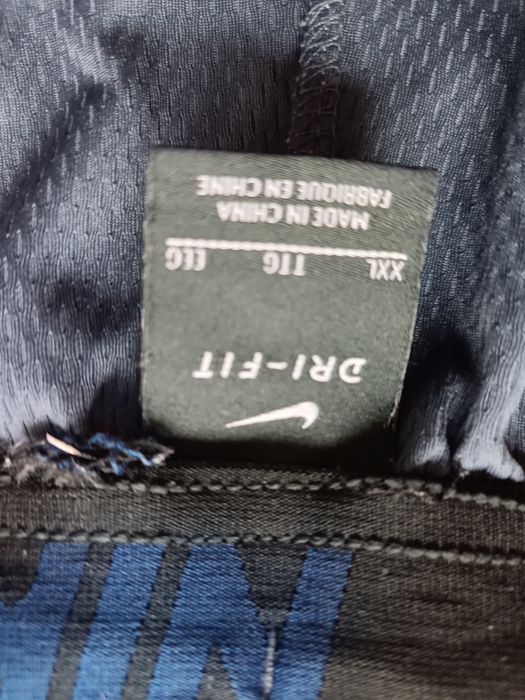 DRI-FIT
XXL TTG EEG
MADE IN CHINA
FABRIQUE EN CHINE